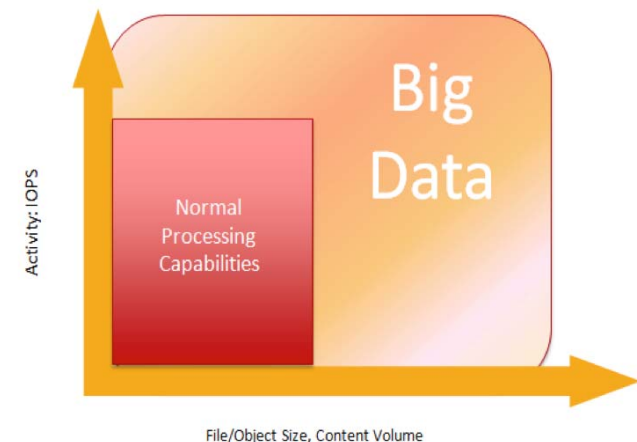 Big
Data
Normal
Processing
Capabilities
Activity: IOPS
File/Object Size, Content Volume